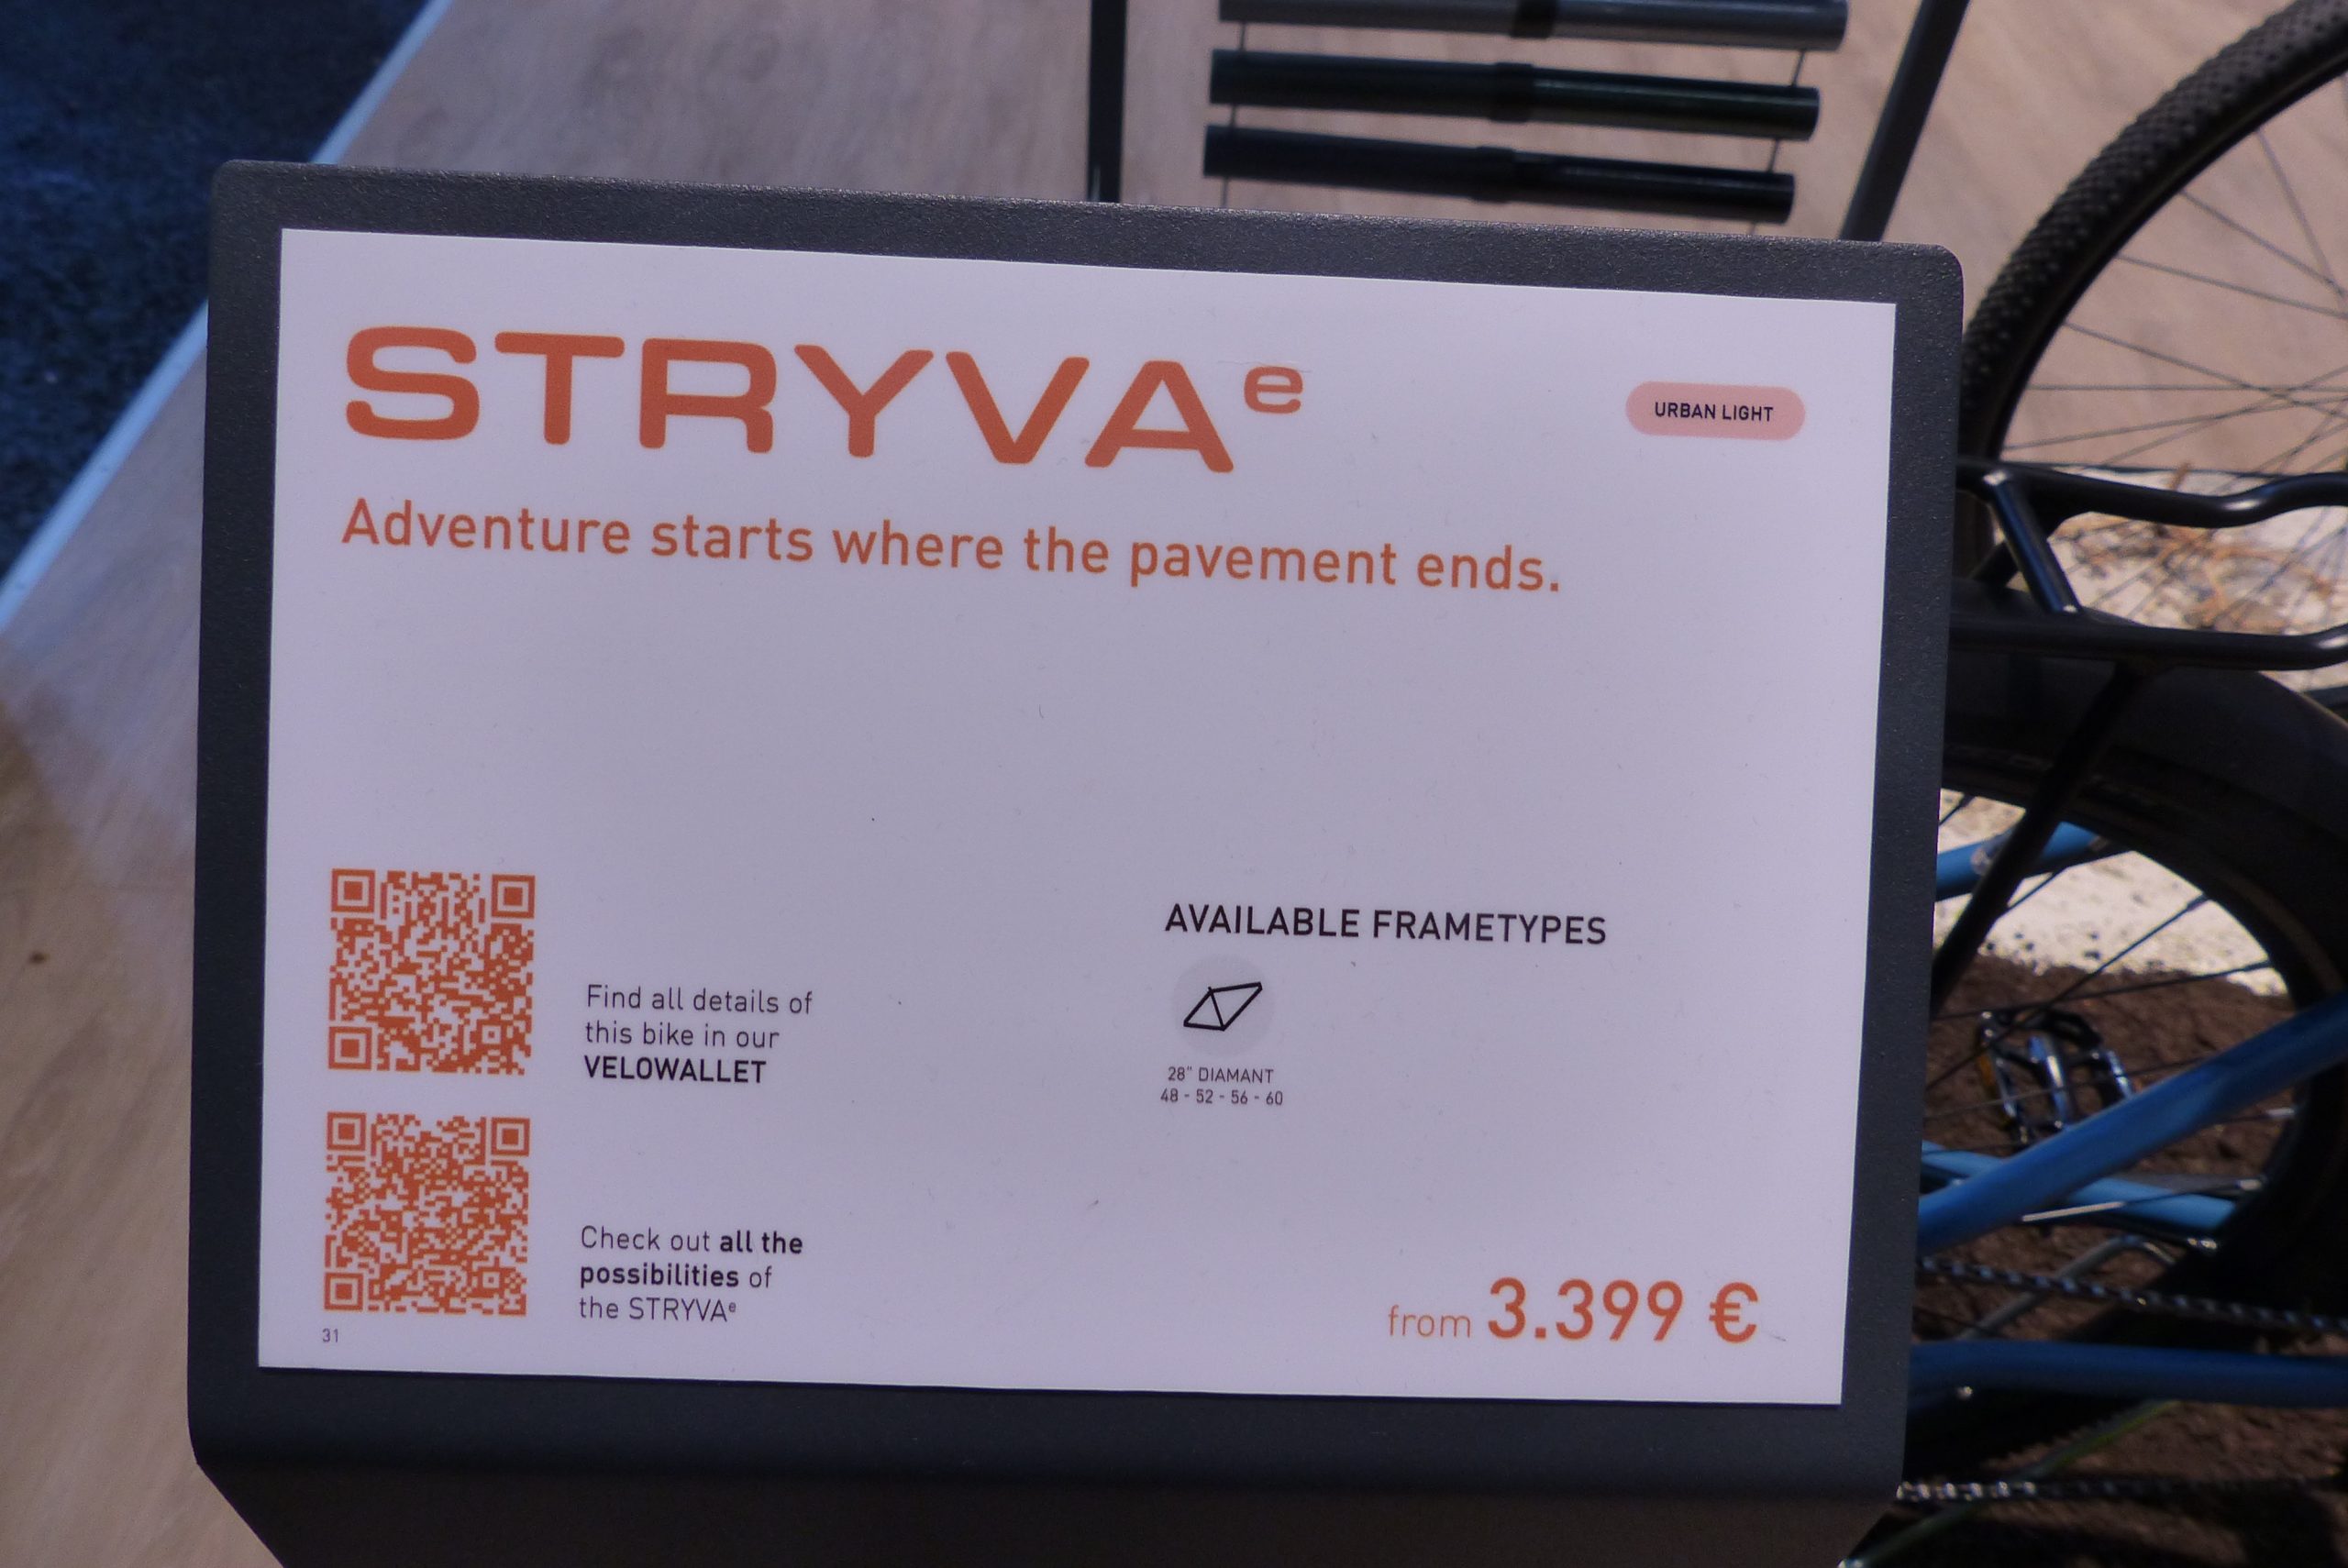 STRYVAᵉ
URBAN LIGHT
Adventure starts where the pavement ends.
Find all details of
this bike in our
VELOWALLET
AVAILABLE FRAMETYPES
28" DIAMANT
48 - 52 - 56 - 60
Check out all the
possibilities of
the STRYVAᵉ
31
from 3.399 €